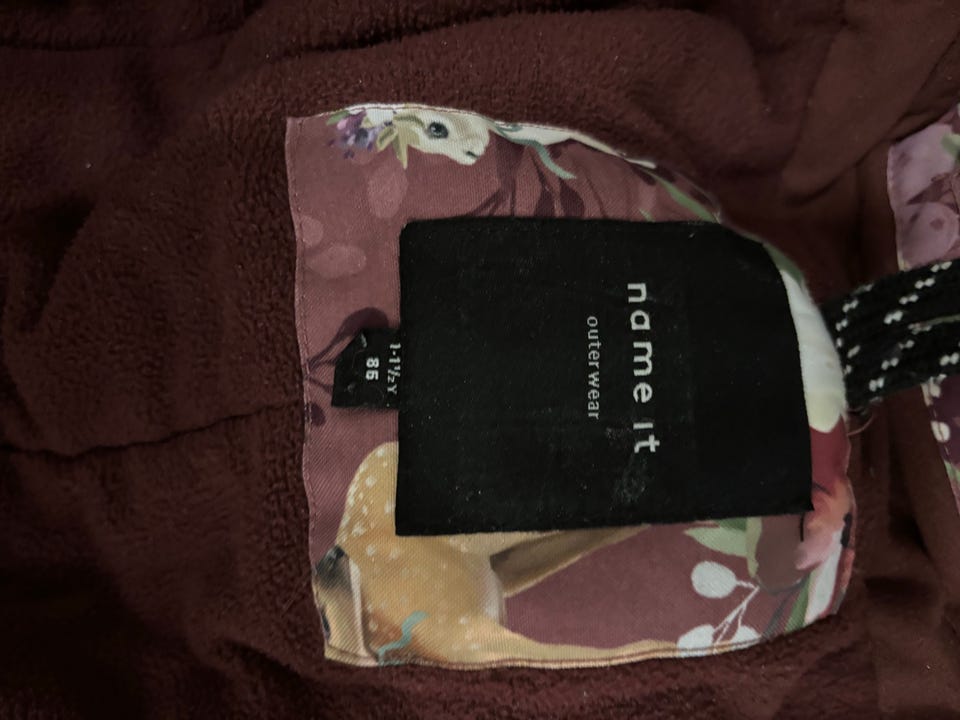 name it
outerwear
1-1½Y
86